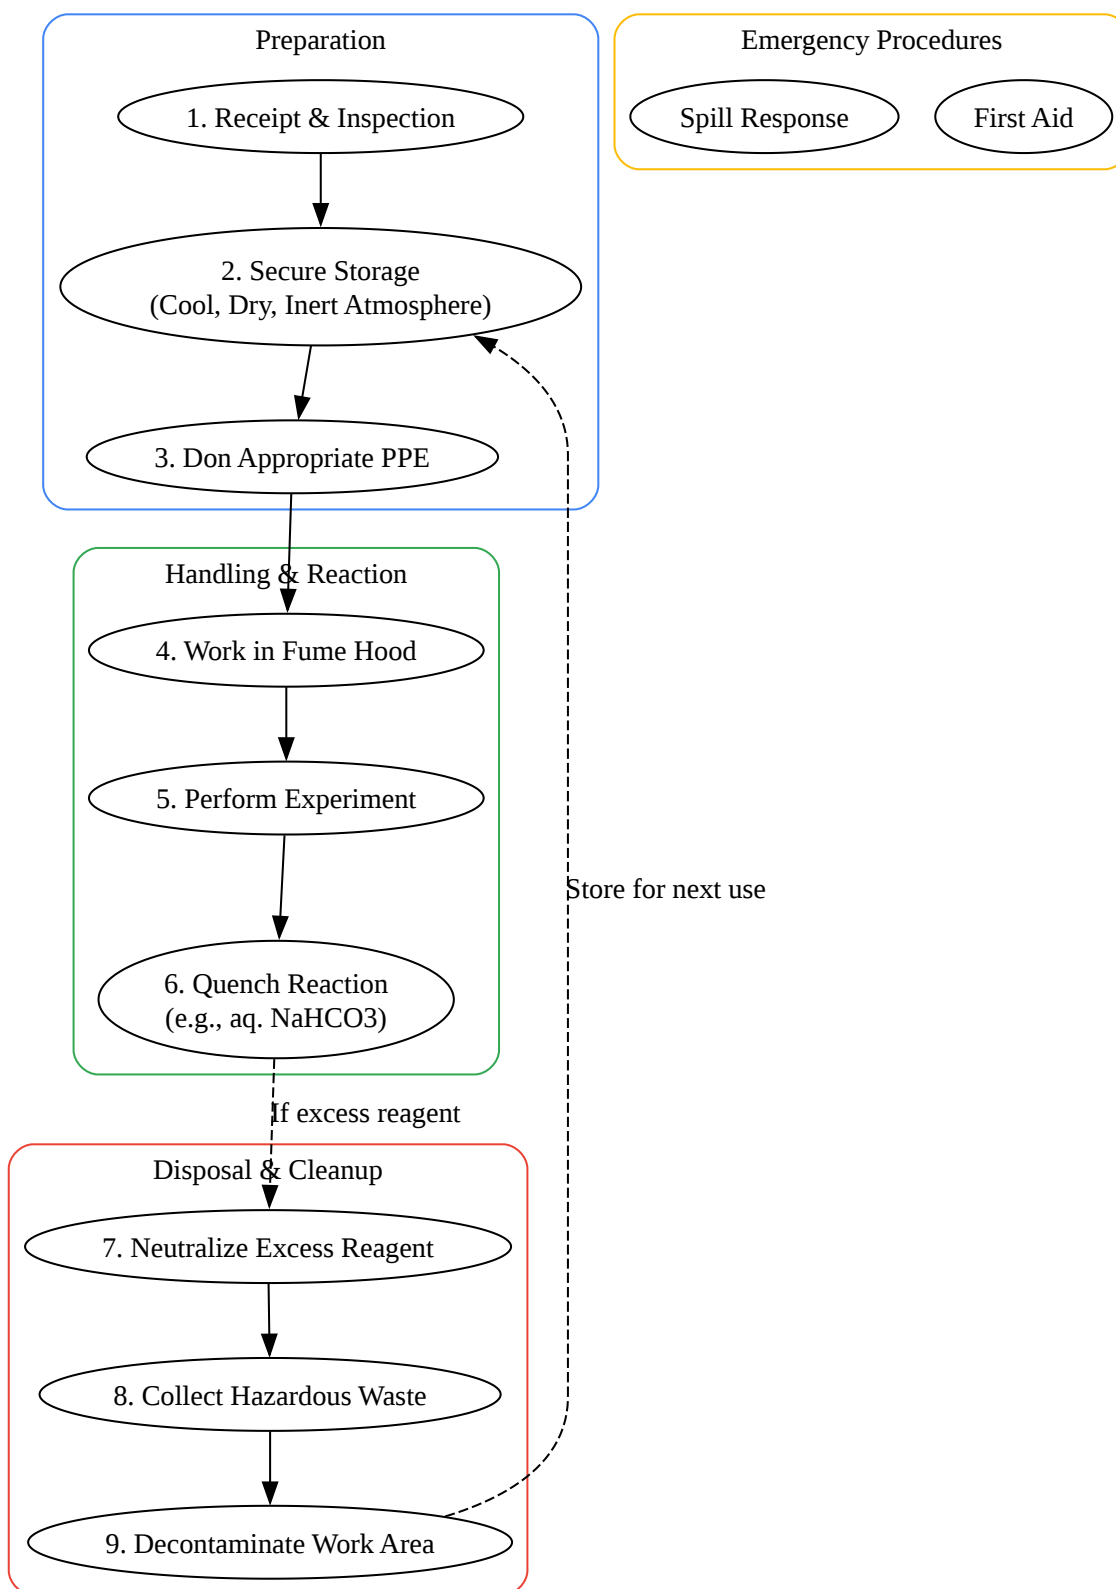 Preparation
1. Receipt & Inspection
2. Secure Storage
(Cool, Dry, Inert Atmosphere)
3. Don Appropriate PPE
Emergency Procedures
Spill Response
First Aid
Handling & Reaction
4. Work in Fume Hood
5. Perform Experiment
Store for next use
6. Quench Reaction
(e.g., aq. NaHCO3)
If excess reagent
Disposal & Cleanup
7. Neutralize Excess Reagent
8. Collect Hazardous Waste
9. Decontaminate Work Area